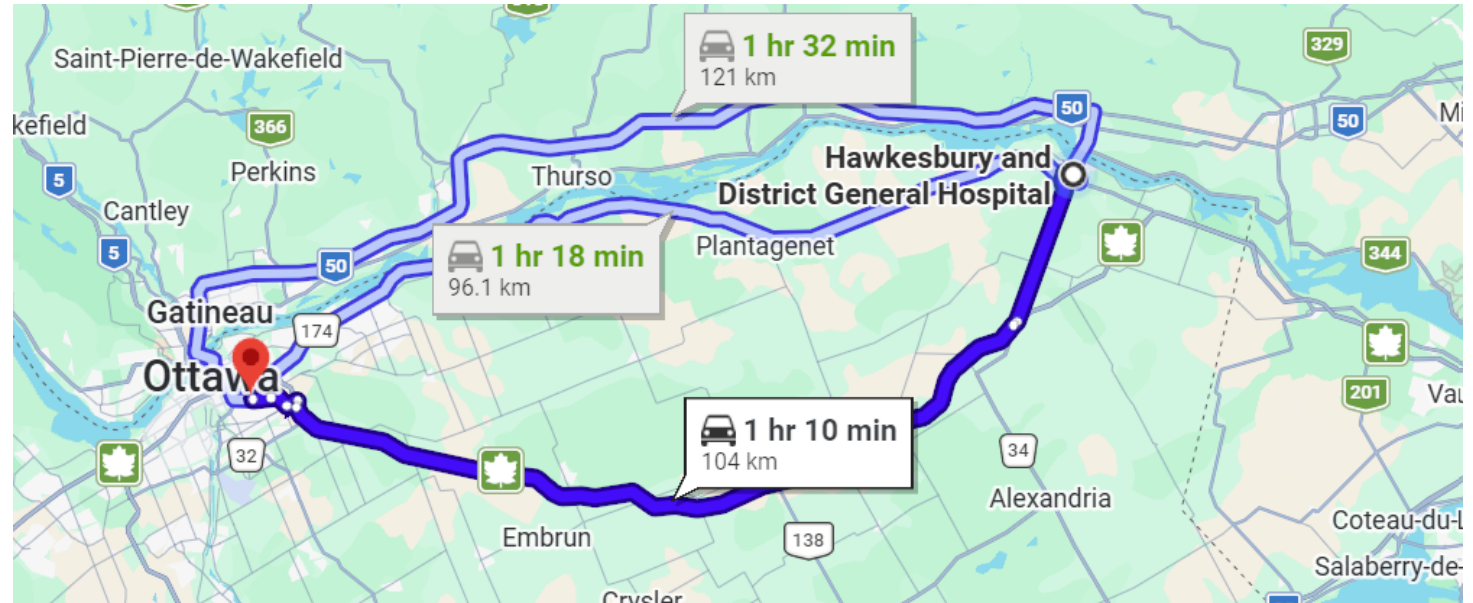 Saint-Pierre-de-Wakefield
1 hr 32 min
121 km
329
kefield
366
50
50
Mi
Perkins
5
Thurso
Hawkesbury and
District General Hospital
Cantley
5
Plantagenet
1 hr 18 min
96.1 km
50
344
Gatineau
174
Ottawa
201
Vau
1 hr 10 min
104 km
32
34
Alexandria
Embrun
138
Coteau-du-L
Salaberry-de-
Crysler